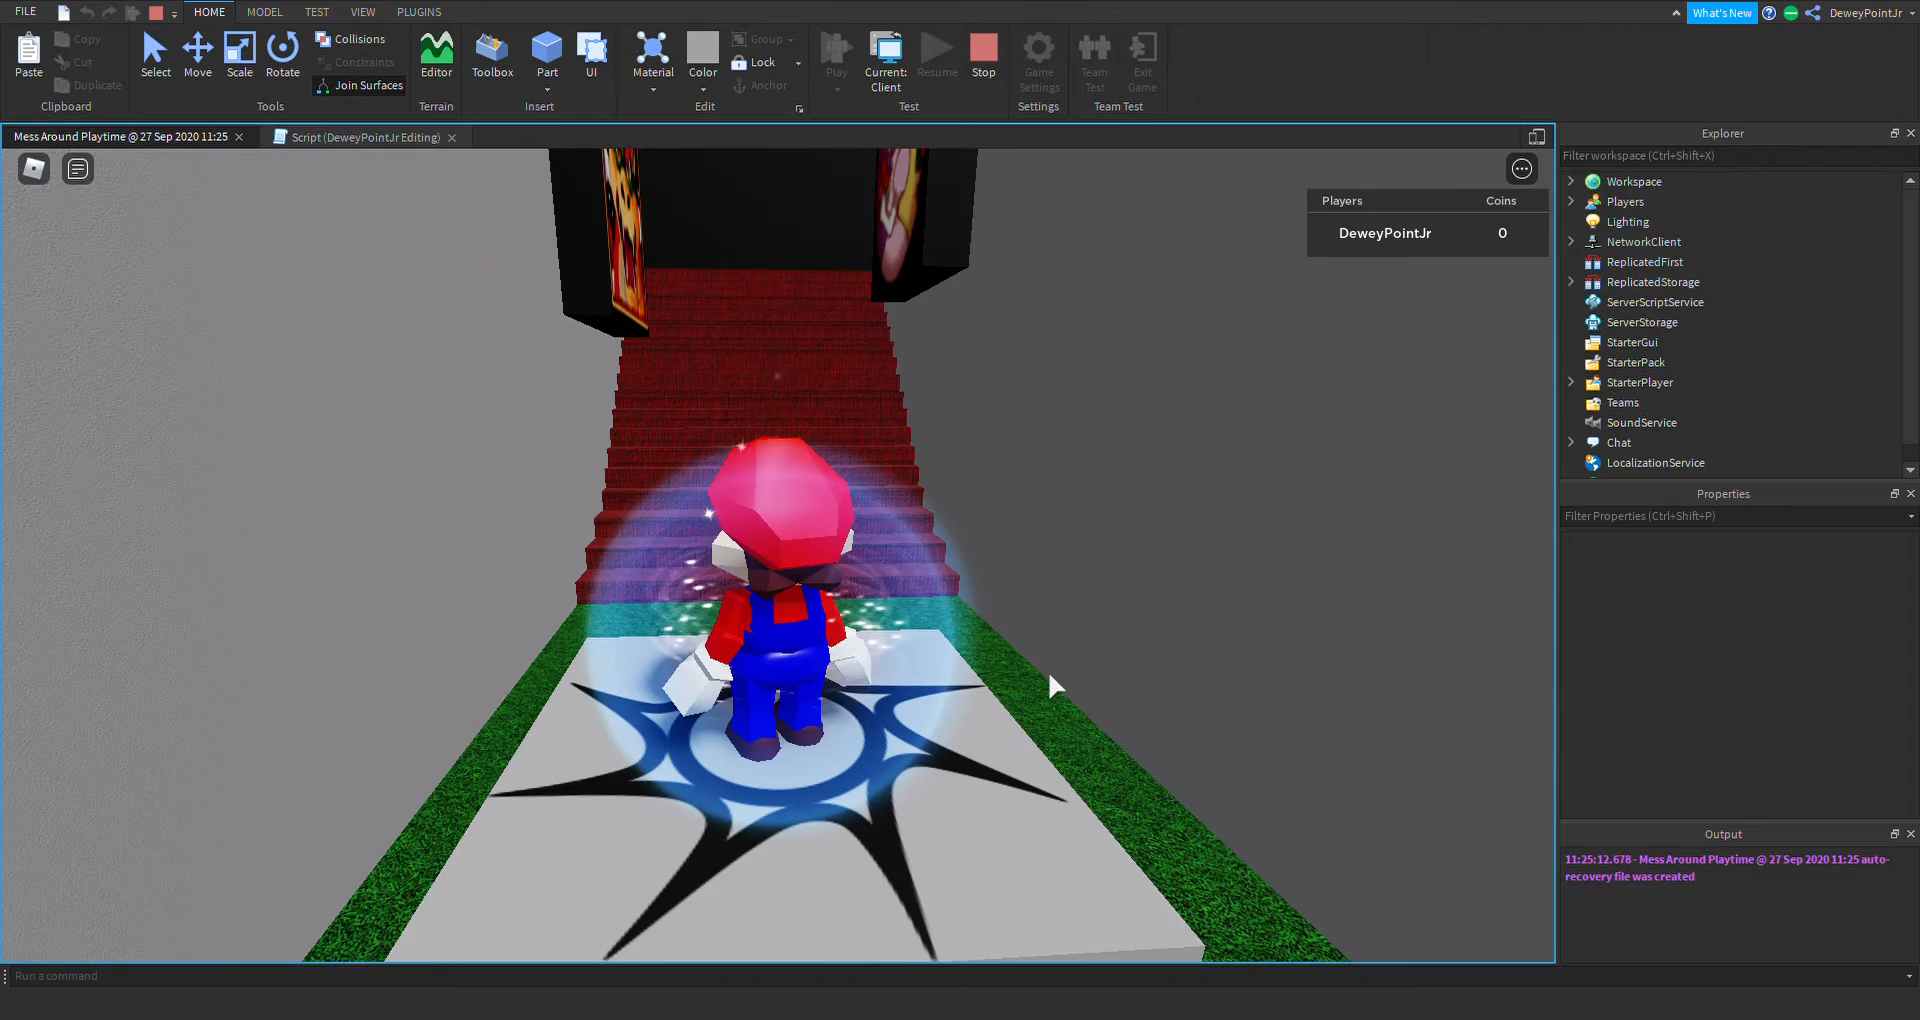 FILE
HOME
MODEL
TEST
VIEW
PLUGINS
What's New
DeweyPointJr
Paste
Copy
Cut
Duplicate
Clipboard
Select
Move
Scale
Rotate
Collisions
Constraints
Join Surfaces
Tools
Editor
Terrain
Toolbox
Part
UI
Insert
Material
Color
Group
Lock
Anchor
Edit
Play
Current:
Client
Resume
Stop
Test
Game
Settings
Settings
Team
Test
Exit
Game
Team Test
Mess Around Playtime @ 27 Sep 2020 11:25
Script (DeweyPointJr Editing)
Players Coins
DeweyPointJr 0
Explorer
Filter workspace (Ctrl+Shift+X)
Workspace
Players
Lighting
NetworkClient
ReplicatedFirst
ReplicatedStorage
ServerScriptService
ServerStorage
StarterGui
StarterPack
StarterPlayer
Teams
SoundService
Chat
LocalizationService
Properties
Filter Properties (Ctrl+Shift+P)
Output
11:25:12.678 - Mess Around Playtime @ 27 Sep 2020 11:25 auto-
recovery file was created
Run a command